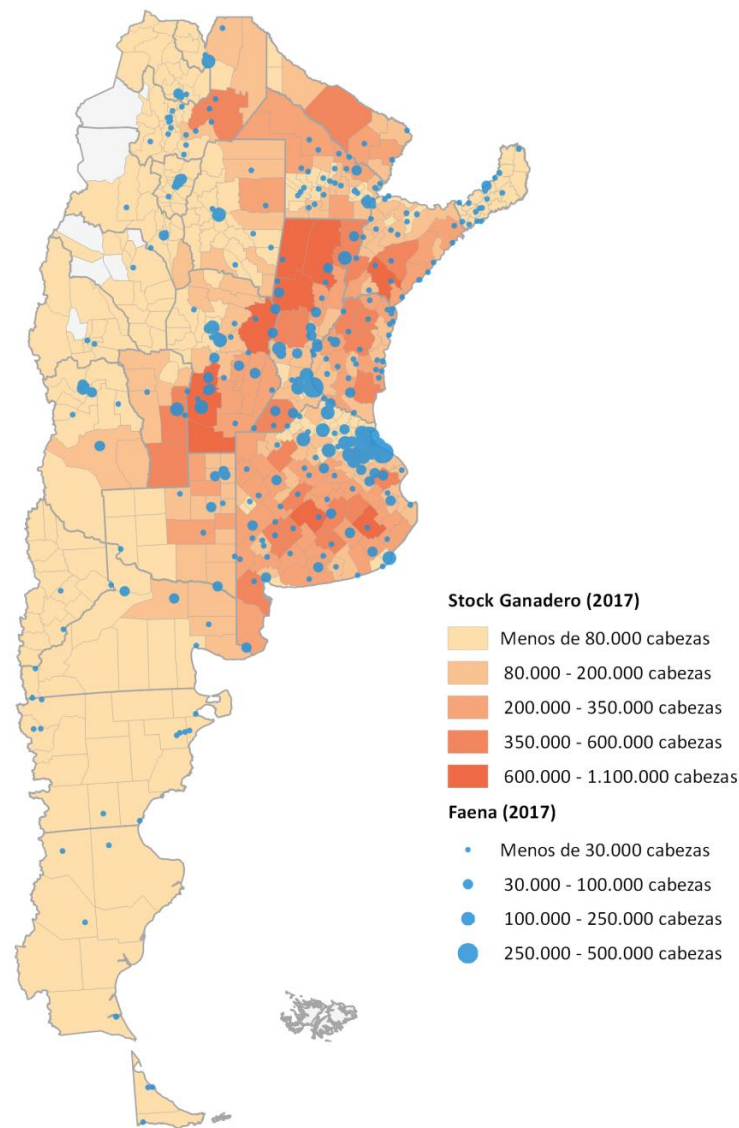 Stock Ganadero (2017)
Menos de 80.000 cabezas
80.000 - 200.000 cabezas
200.000 - 350.000 cabezas
350.000 - 600.000 cabezas
600.000 - 1.100.000 cabezas
Faena (2017)
Menos de 30.000 cabezas
30.000 - 100.000 cabezas
100.000 - 250.000 cabezas
250.000 - 500.000 cabezas